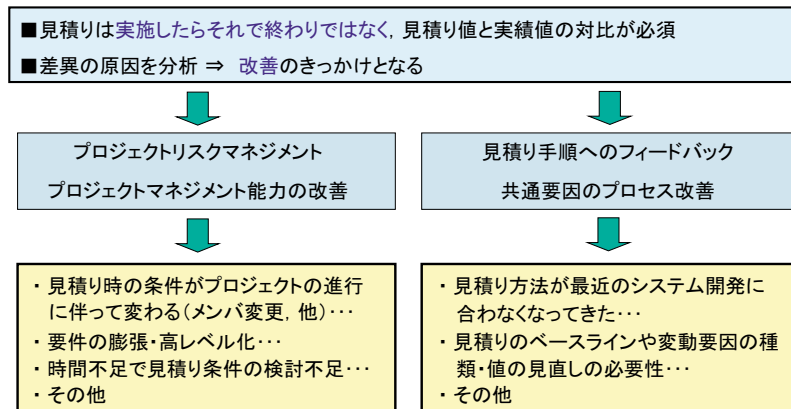 ■見積りは実施したらそれで終わりではなく, 見積り値と実績値の対比が必須
■差異の原因を分析 ⇒ 改善のきっかけとなる
プロジェクトリスクマネジメント
プロジェクトマネジメント能力の改善
見積り手順へのフィードバック
共通要因のプロセス改善
・見積り時の条件がプロジェクトの進行
に伴って変わる(メンバ変更, 他)・・・
・要件の膨張・高レベル化・・・
・時間不足で見積り条件の検討不足・・・
・その他
・見積り方法が最近のシステム開発に
合わなくなってきた・・・
・見積りのベースラインや変動要因の種
類・値の見直しの必要性・・・
・その他